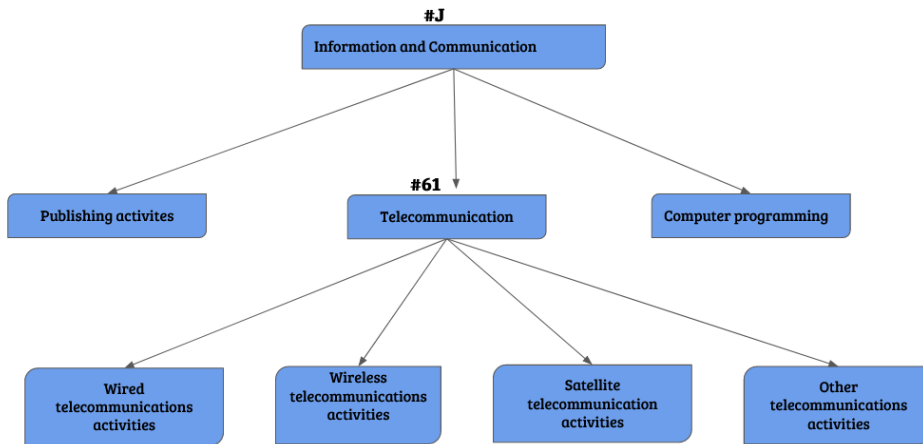 #J
Information and Communication
#61
Publishing activites
Telecommunication
Computer programming
Wired
telecommunications
activities
Wireless
telecommunications
activities
Satellite
telecommunication
activities
Other
telecommunications
activities